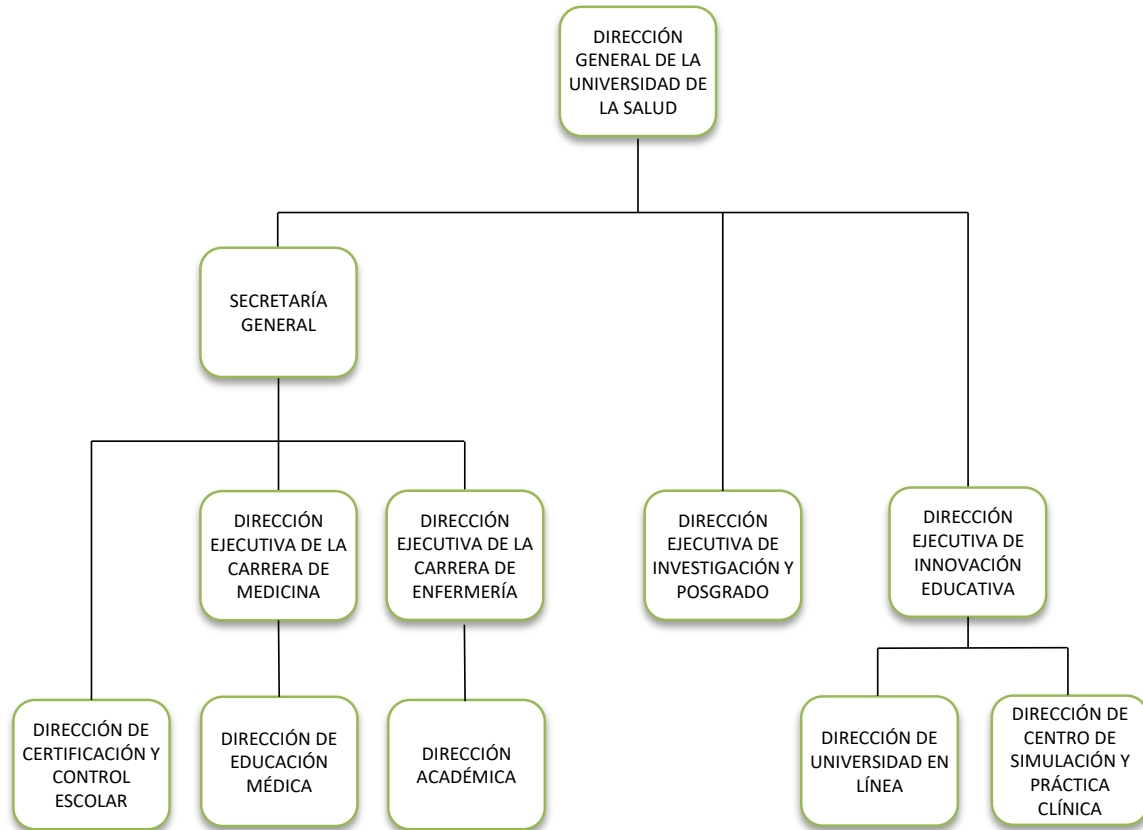 DIRECCIÓN
GENERAL DE LA
UNIVERSIDAD DE
LA SALUD
SECRETARÍA
GENERAL
DIRECCIÓN
EJECUTIVA DE LA
CARRERA DE
MEDICINA
DIRECCIÓN
EJECUTIVA DE LA
CARRERA DE
ENFERMERÍA
DIRECCIÓN
EJECUTIVA DE
INVESTIGACIÓN Y
POSGRADO
DIRECCIÓN
EJECUTIVA DE
INNOVACIÓN
EDUCATIVA
DIRECCIÓN DE
CERTIFICACIÓN Y
CONTROL
ESCOLAR
DIRECCIÓN DE
EDUCACIÓN
MÉDICA
DIRECCIÓN
ACADÉMICA
DIRECCIÓN DE
UNIVERSIDAD EN
LÍNEA
DIRECCIÓN DE
CENTRO DE
SIMULACIÓN Y
PRÁCTICA
CLÍNICA